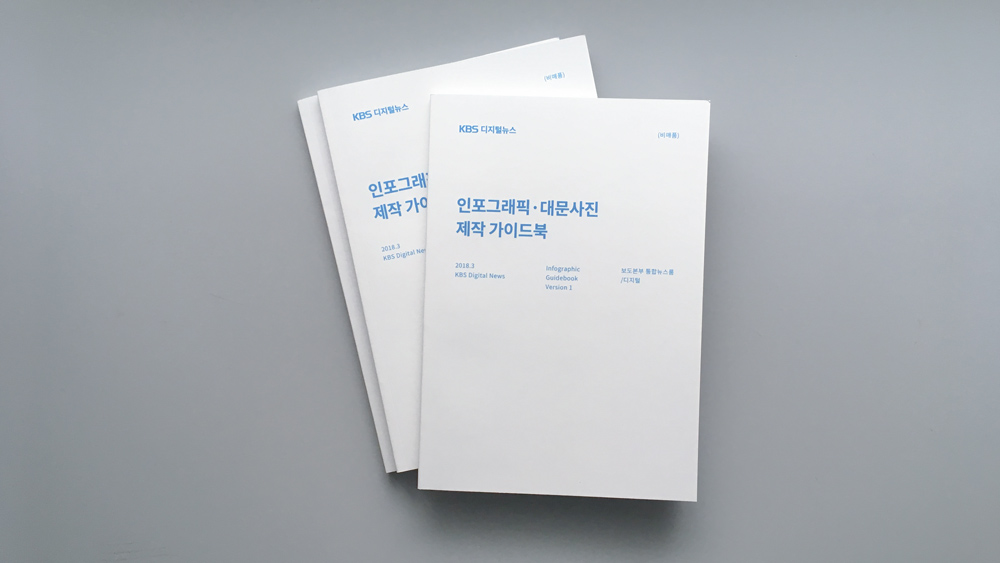 KBS 디지털뉴스
(비매품)
인포그래픽·대문사진
제작 가이드북
2018.3
KBS Digital News
Infographic
Guidebook
Version 1
보도본부 통합뉴스룸
/디지털
KBS 디지털뉴스
(비매품)
인포그래
제작 가이
2018.3
KBS Digital New